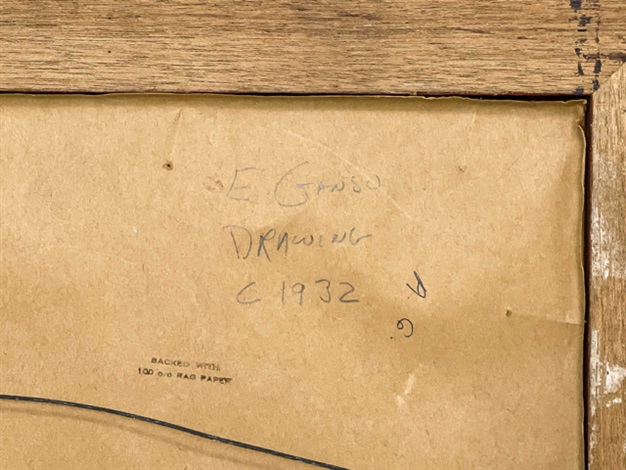 E GANSO
DRAWING
C 1932
A.
G.
BACKED WITH
100 o/o RAG PAPER